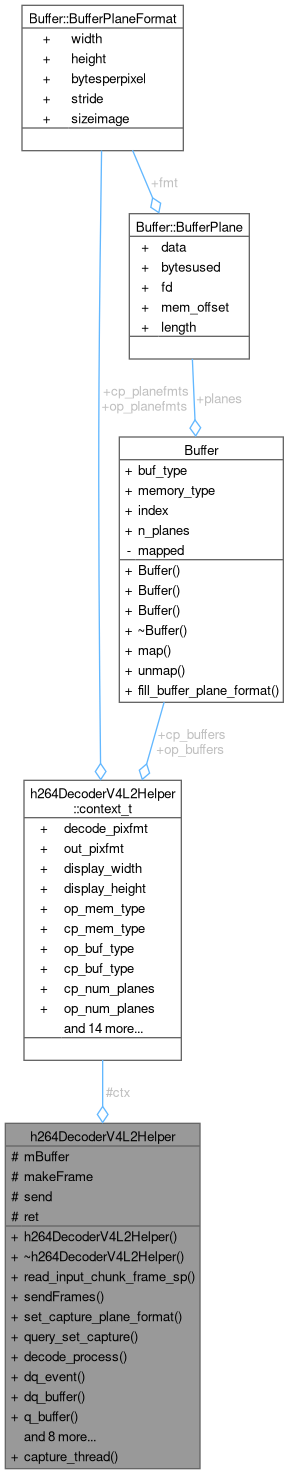 Buffer::BufferPlaneFormat
+ width
+ height
+ bytesperpixel
+ stride
+ sizeimage
+fmt
Buffer::BufferPlane
+ data
+ bytesused
+ fd
+ mem_offset
+ length
+cp_planefmts
+op_planefmts
+planes
Buffer
+ buf_type
+ memory_type
+ index
+ n_planes
- mapped
+ Buffer()
+ Buffer()
+ Buffer()
+ ~Buffer()
+ map()
+ unmap()
+ fill_buffer_plane_format()
+cp_buffers
+op_buffers
h264DecoderV4L2Helper
::context_t
+ decode_pixfmt
+ out_pixfmt
+ display_width
+ display_height
+ op_mem_type
+ cp_mem_type
+ op_buf_type
+ cp_buf_type
+ cp_num_planes
+ op_num_planes
and 14 more...
#ctx
h264DecoderV4L2Helper
# mBuffer
# makeFrame
# send
# ret
+ h264DecoderV4L2Helper()
+ ~h264DecoderV4L2Helper()
+ read_input_chunk_frame_sp()
+ sendFrames()
+ set_capture_plane_format()
+ query_set_capture()
+ decode_process()
+ dq_event()
+ dq_buffer()
+ q_buffer()
and 8 more...
+ capture_thread()